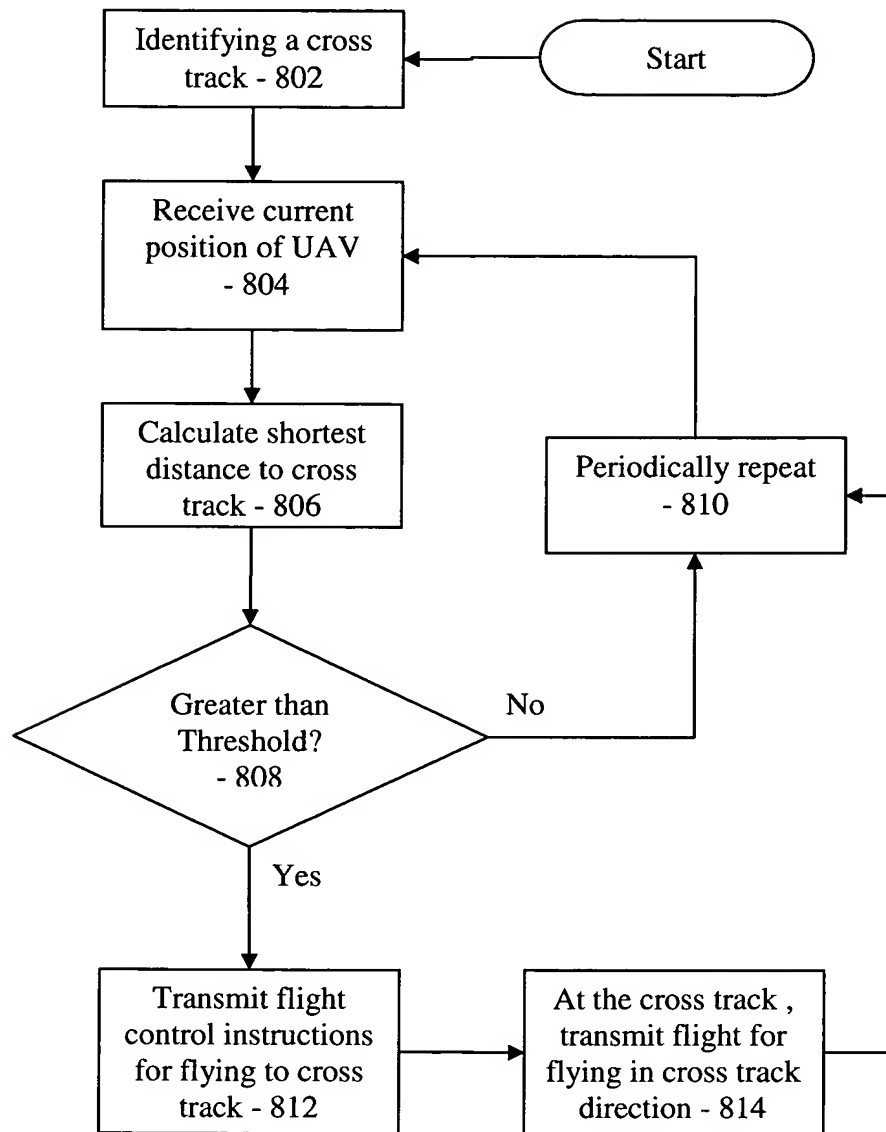 Start
Identifying a cross
track - 802
Receive current
position of UAV
- 804
Calculate shortest
distance to cross
track - 806
Periodically repeat
- 810
Greater than
Threshold?
- 808
No
Yes
Transmit flight
control instructions
for flying to cross
track - 812
At the cross track ,
transmit flight for
flying in cross track
direction - 814